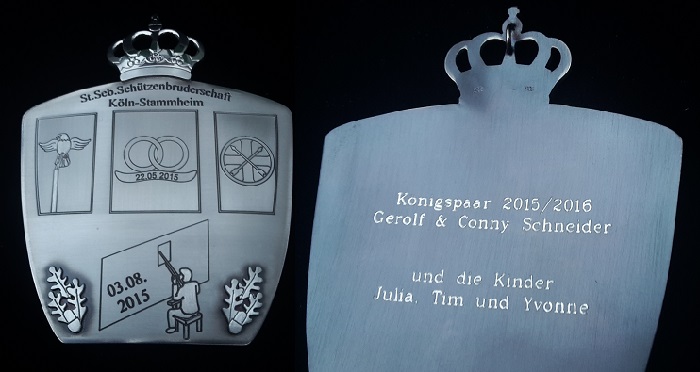 St.Seb.Schützenbruderschaft
Köln-Stammheim
22.05.2015
03.08.
2015
Konigspaar 2015/2016
Gerolf & Conny Schneider
und die Kinder
Julia, Tim und Yvonne